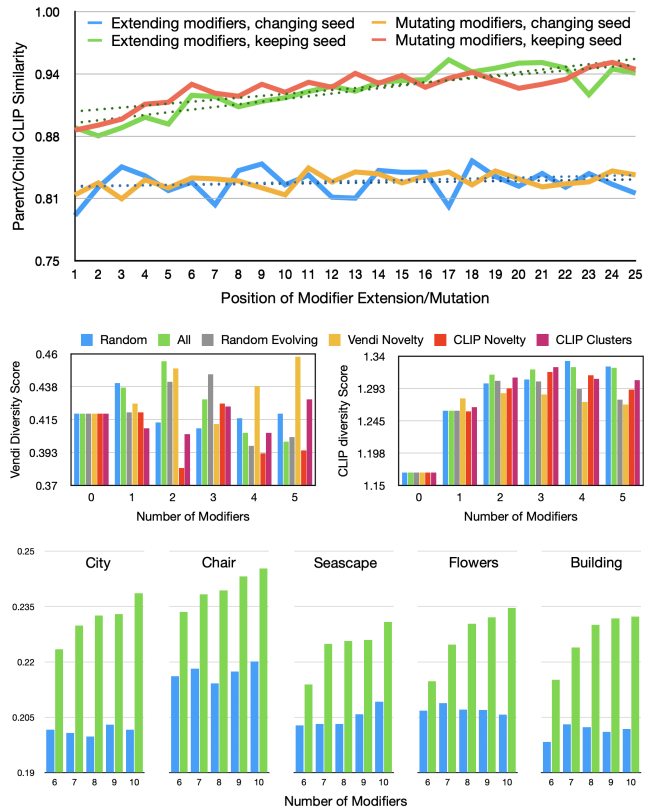 1.00
Extending modifiers, changing seed
Mutating modifiers, changing seed
Extending modifiers, keeping seed
Mutating modifiers, keeping seed
0.94
0.88
0.81
0.75
Parent/Child CLIP Similarity
1 2 3 4 5 6 7 8 9 10 11 12 13 14 15 16 17 18 19 20 21 22 23 24 25
Position of Modifier Extension/Mutation
Random
All
Random Evolving
Vendi Novelty
CLIP Novelty
CLIP Clusters
0.46
0.438
0.415
0.393
0.37
Vendi Diversity Score
0 1 2 3 4 5
Number of Modifiers
1.34
1.293
1.245
1.198
1.15
CLIP diversity Score
0 1 2 3 4 5
Number of Modifiers
0.25
0.235
0.22
0.205
0.19
City
Chair
Seascape
Flowers
Building
6 7 8 9 10
6 7 8 9 10
6 7 8 9 10
6 7 8 9 10
6 7 8 9 10
Number of Modifiers